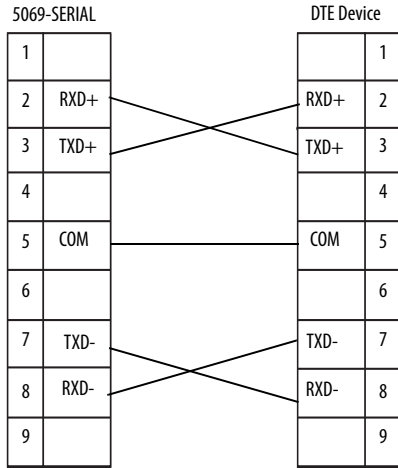 5069-SERIAL DTE Device
1 1
2 RXD+ RXD+ 2
3 TXD+ TXD+ 3
4 4
5 COM COM 5
6 6
7 TXD- TXD- 7
8 RXD- RXD- 8
9 9